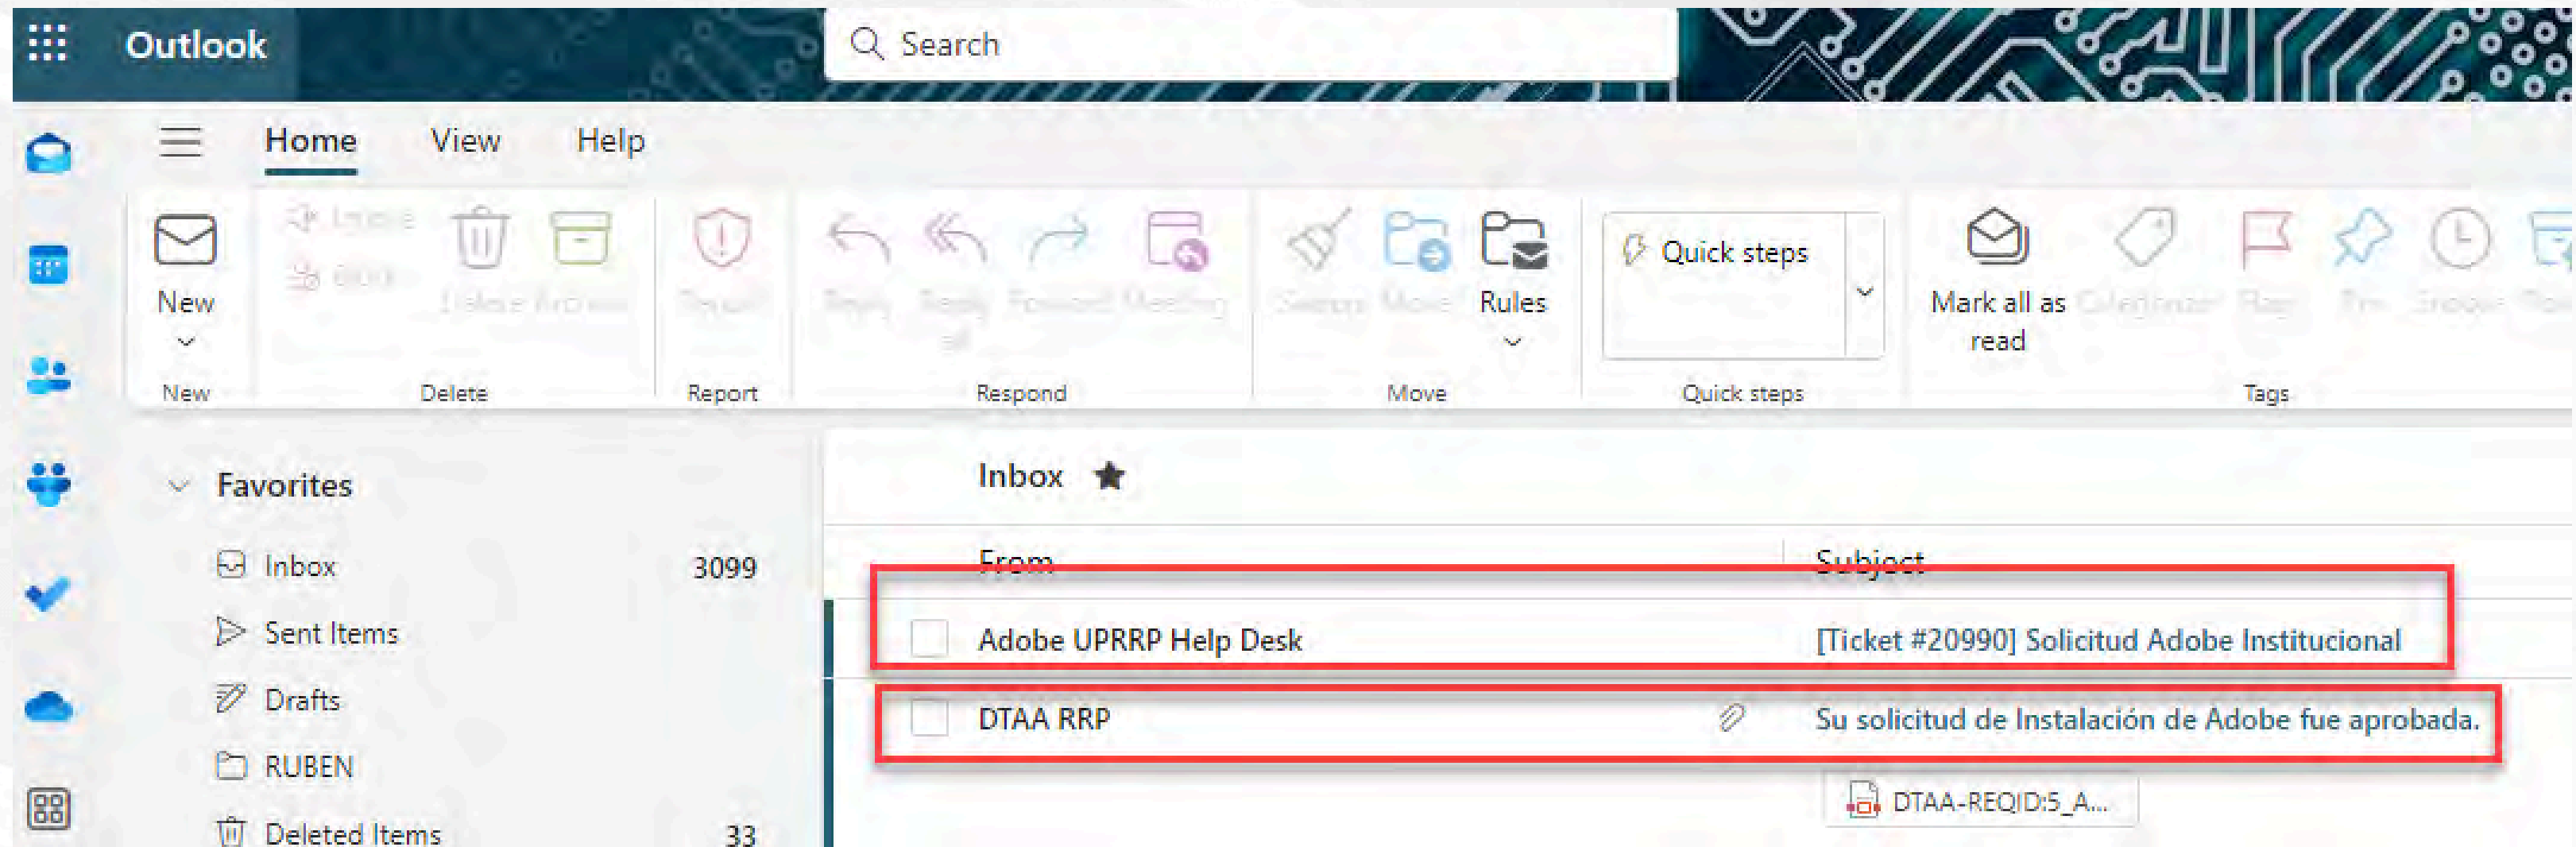 Outlook
Search
Home View Help
New
Rules
Quick steps
Mark all as
read
New Delete Report Respond Move Quick steps Tags
Favorites
Inbox 3099
Sent Items
Drafts
RUBEN
Deleted Items 33
Inbox
From Subject
Adobe UPRRP Help Desk [Ticket #20990] Solicitud Adobe Institucional
DTAA RRP Su solicitud de Instalación de Adobe fue aprobada.
DTAA-REQID:5_A...